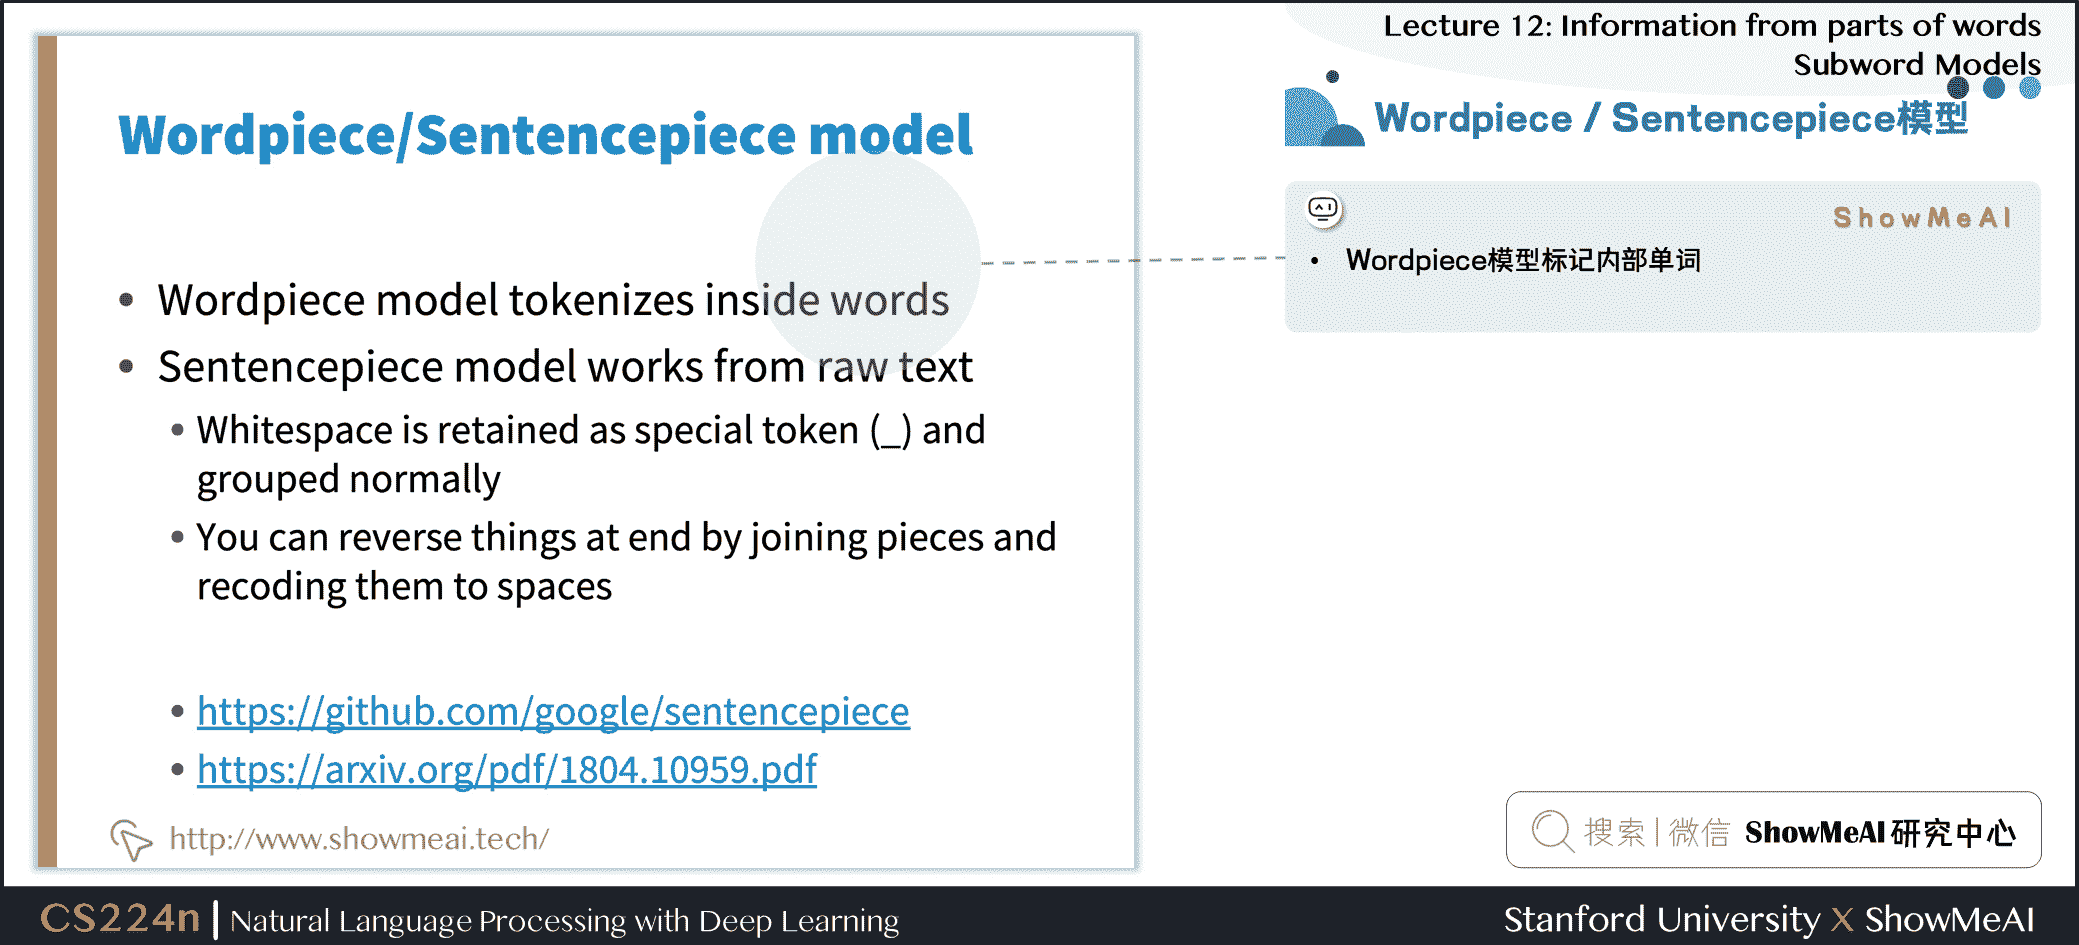 Lecture 12: Information from parts of words
Subword Models
Wordpiece/Sentencepiece model
• Wordpiece model tokenizes inside words
• Sentencepiece model works from raw text
• Whitespace is retained as special token (_) and
grouped normally
• You can reverse things at end by joining pieces and
recoding them to spaces
• https://github.com/google/sentencepiece
• https://arxiv.org/pdf/1804.10959.pdf
http://www.showmeai.tech/
Wordpiece / Sentencepiece模型
ShowMeAI
• Wordpiece模型标记内部单词
搜索|微信 ShowMeAI研究中心
CS224n | Natural Language Processing with Deep Learning
Stanford University X ShowMeAI